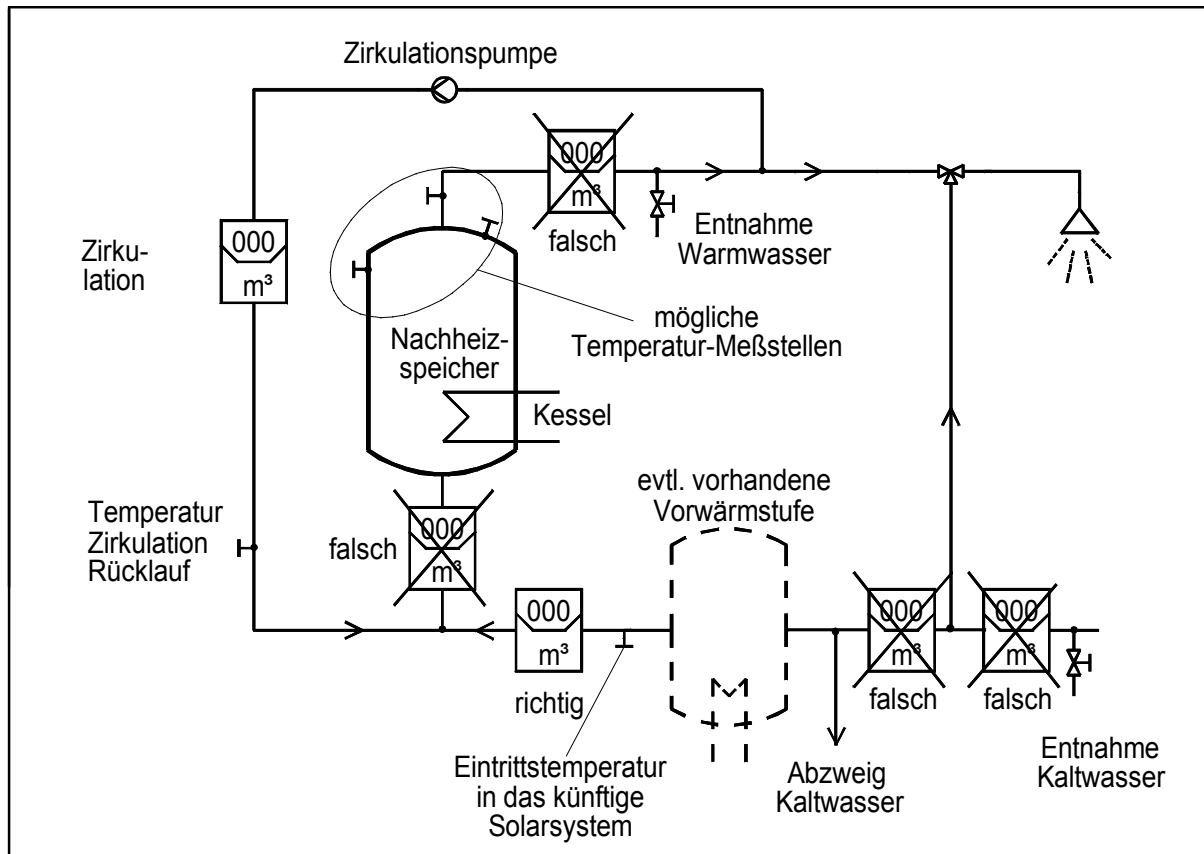 Zirkulationspumpe
000
m³
falsch
Entnahme
Warmwasser
Zirku-
lation
000
m³
mögliche
Temperatur-Meßstellen
Nachheiz-
speicher
Kessel
evtl. vorhandene
Vorwärmstufe
Temperatur
Zirkulation
Rücklauf
falsch
000
m³
000
m³
richtig
000
m³
falsch
000
m³
falsch
Eintrittstemperatur
in das künftige
Solarsystem
Abzweig
Kaltwasser
Entnahme
Kaltwasser